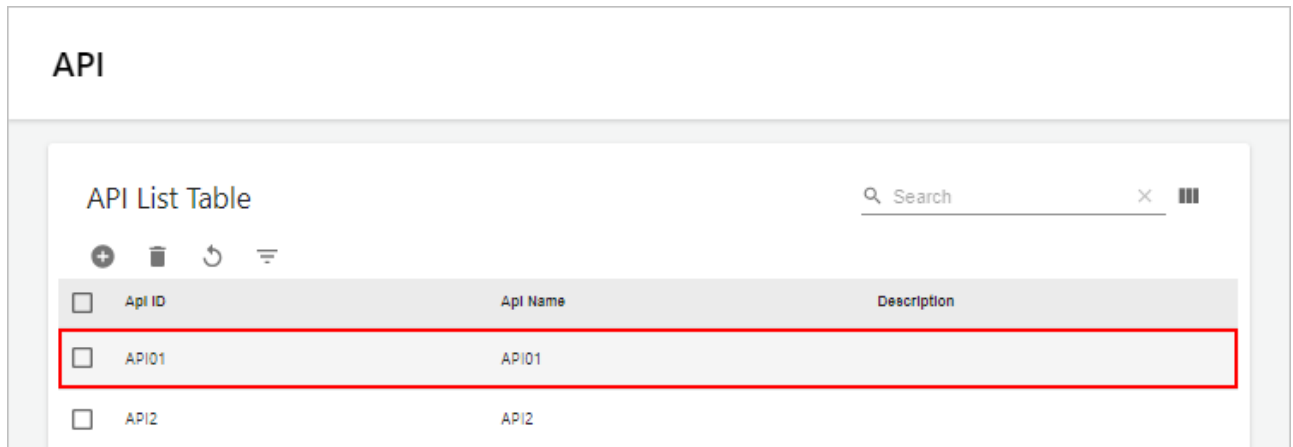 API
API List Table
Search
Api ID Api Name Description
API01 API01
API2 API2